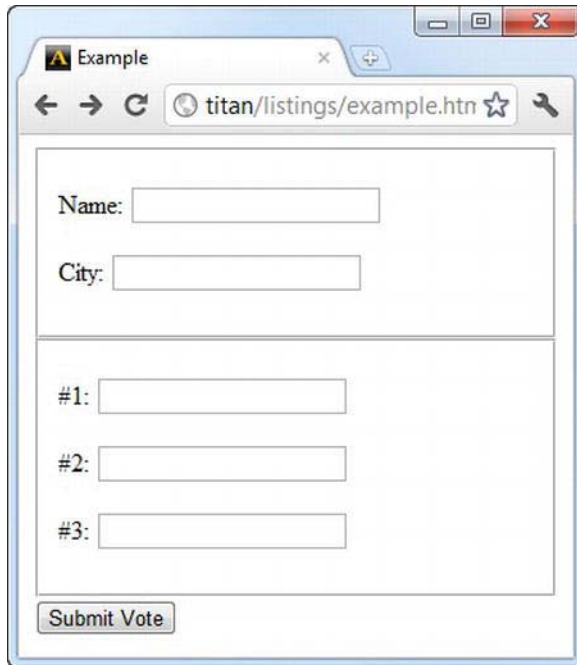 Example
titan/listings/example.htm
Name:
City:
#1:
#2:
#3:
Submit Vote